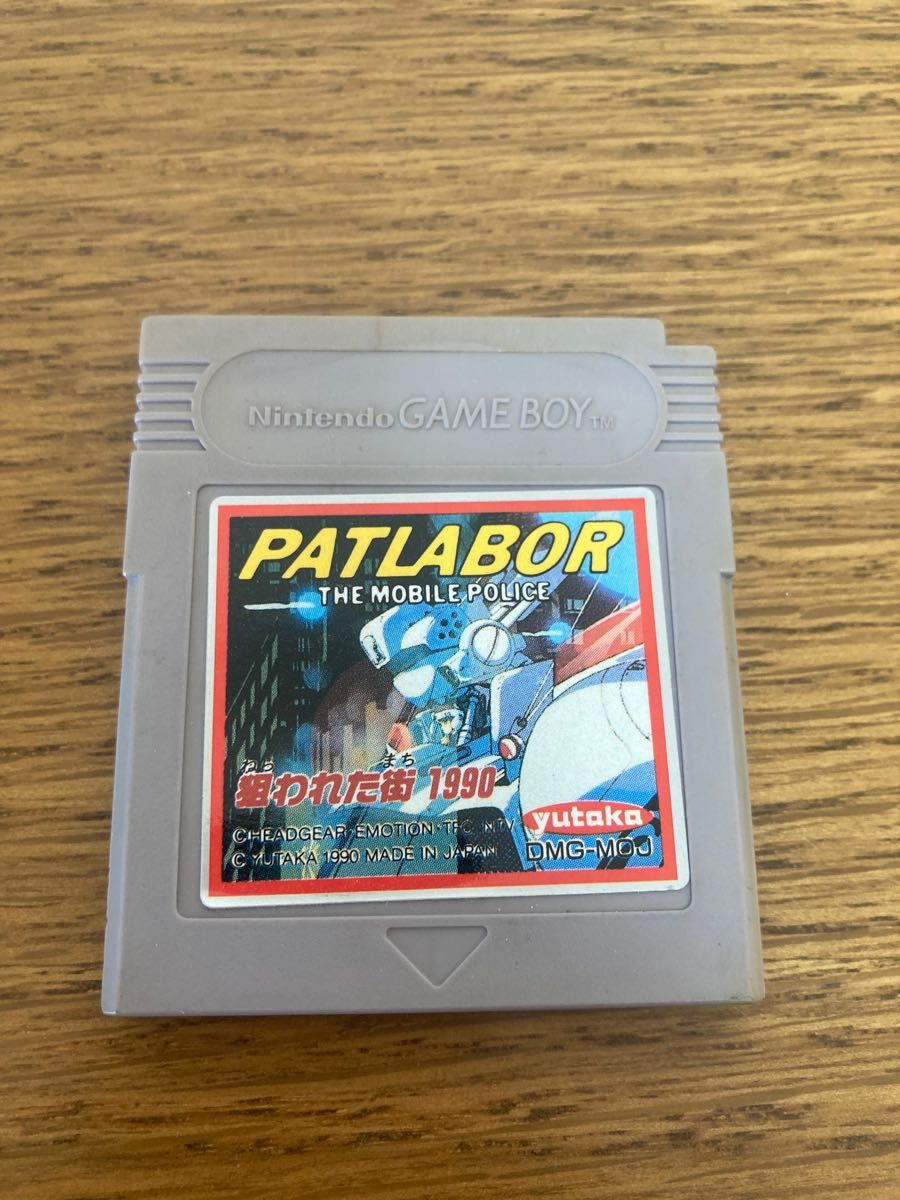 Nintendo GAME BOY™
PATLABOR
THE MOBILE POLICE
ねら まち
狙われた街 1990
©HEADGEAR・EMOTION・TFC, NTV
© YUTAKA 1990 MADE IN JAPAN
yutaka
DMG-MOJ